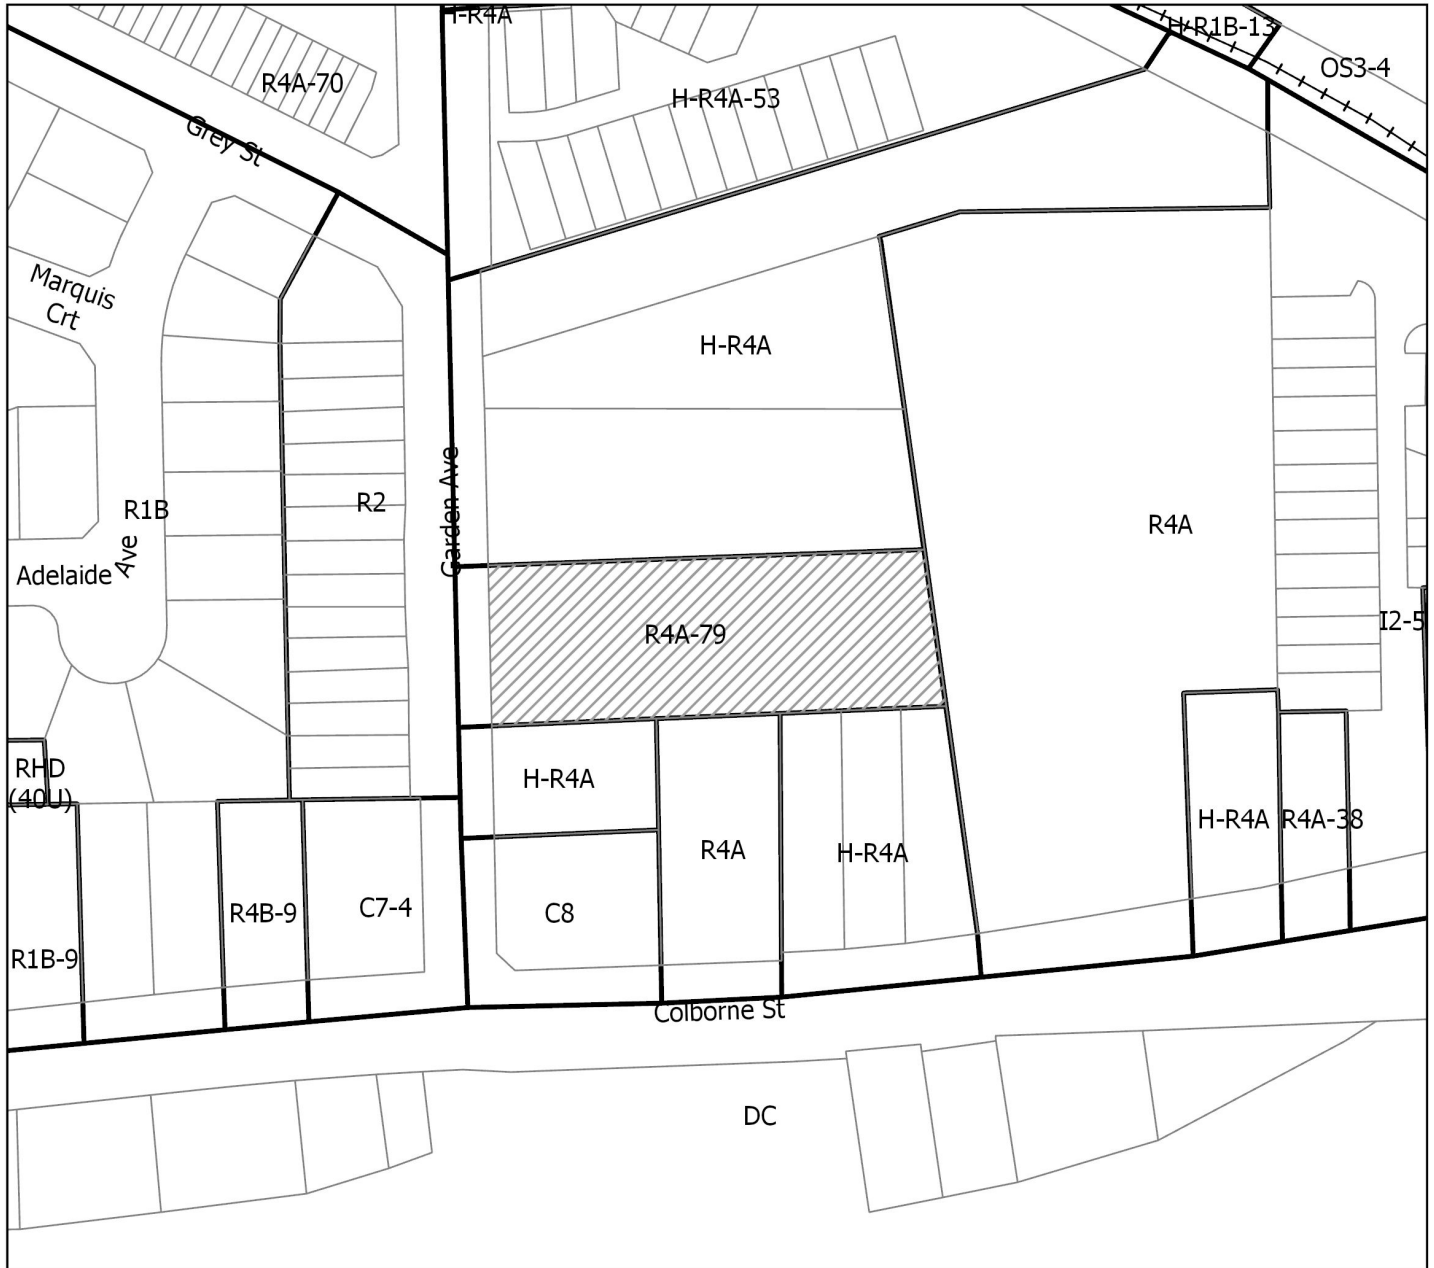 H-R4A
H-R1B-13
OS3-4
R4A-70
H-R4A-53
Grey St
Marquis
Crt
H-R4A
R1B
R2
Garden Ave
R4A
Adelaide
Ave
R4A-79
I2-5
RHD
(40U)
H-R4A
H-R4A
R4A-38
R4A
H-R4A
R4B-9
C7-4
C8
R1B-9
Colborne St
DC